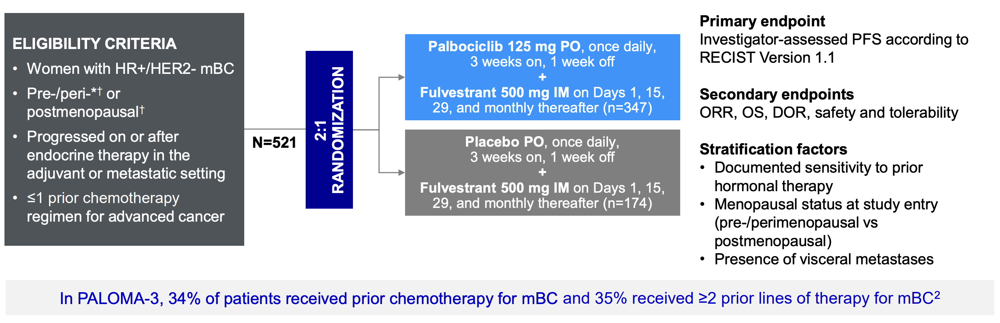 ELIGIBILITY CRITERIA
• Women with HR+/HER2- mBC
• Pre-/peri-*† or
postmenopausal†
• Progressed on or after
endocrine therapy in the
adjuvant or metastatic setting
• ≤1 prior chemotherapy
regimen for advanced cancer
N=521
2:1
RANDOMIZATION
Palbociclib 125 mg PO, once daily,
3 weeks on, 1 week off
+
Fulvestrant 500 mg IM on Days 1, 15,
29, and monthly thereafter (n=347)
Placebo PO, once daily,
3 weeks on, 1 week off
+
Fulvestrant 500 mg IM on Days 1, 15,
29, and monthly thereafter (n=174)
Primary endpoint
Investigator-assessed PFS according to
RECIST Version 1.1
Secondary endpoints
ORR, OS, DOR, safety and tolerability
Stratification factors
• Documented sensitivity to prior
hormonal therapy
• Menopausal status at study entry
(pre-/perimenopausal vs
postmenopausal)
• Presence of visceral metastases
In PALOMA-3, 34% of patients received prior chemotherapy for mBC and 35% received ≥2 prior lines of therapy for mBC²